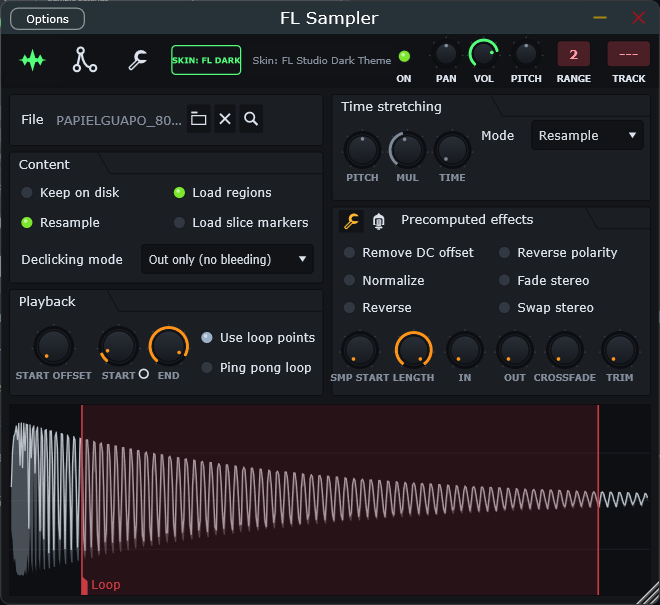 Options
FL Sampler
SKIN: FL DARK
Skin: FL Studio Dark Theme
ON
PAN
VOL
PITCH
2
RANGE
---
TRACK
File
PAPIELGUAPO_80...
Content
Keep on disk
Load regions
Resample
Load slice markers
Declicking mode
Out only (no bleeding)
Playback
START OFFSET
START
END
Use loop points
Ping pong loop
Time stretching
PITCH
MUL
TIME
Mode
Resample
Precomputed effects
Remove DC offset
Reverse polarity
Normalize
Fade stereo
Reverse
Swap stereo
SMP START
LENGTH
IN
OUT
CROSSFADE
TRIM
Loop